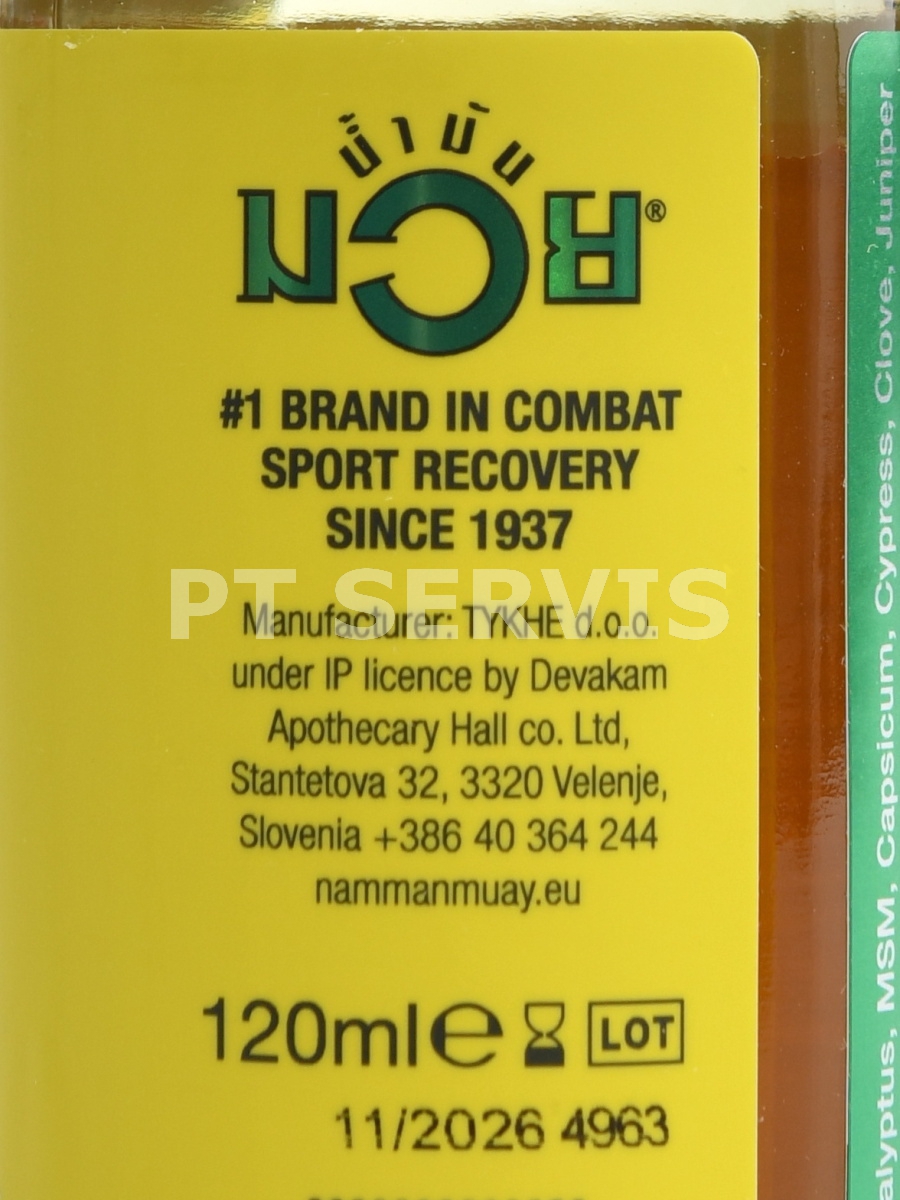 น้ำมัน
มวย®
#1 BRAND IN COMBAT
SPORT RECOVERY
SINCE 1937
PT SERVIS
Manufacturer: TYKHE d.o.o.
under IP licence by Devakam
Apothecary Hall co. Ltd,
Stantetova 32, 3320 Velenje,
Slovenia +386 40 364 244
nammanmuay.eu
120ml e LOT
11/2026 4963
alyptus, MSM, Capsicum, Cypress, Clove, Juniper